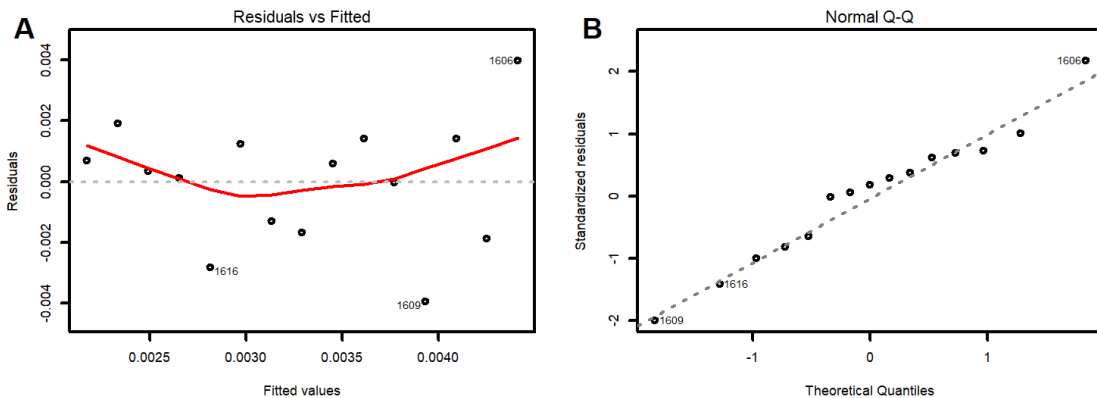 A
Residuals vs Fitted
Residuals
0.004
0.002
0.000
-0.002
-0.004
1606
1616
1609
0.0025
0.0030
0.0035
0.0040
Fitted values
B
Normal Q-Q
Standardized residuals
2
1
0
-1
-2
1606
1616
1609
-1
0
1
Theoretical Quantiles